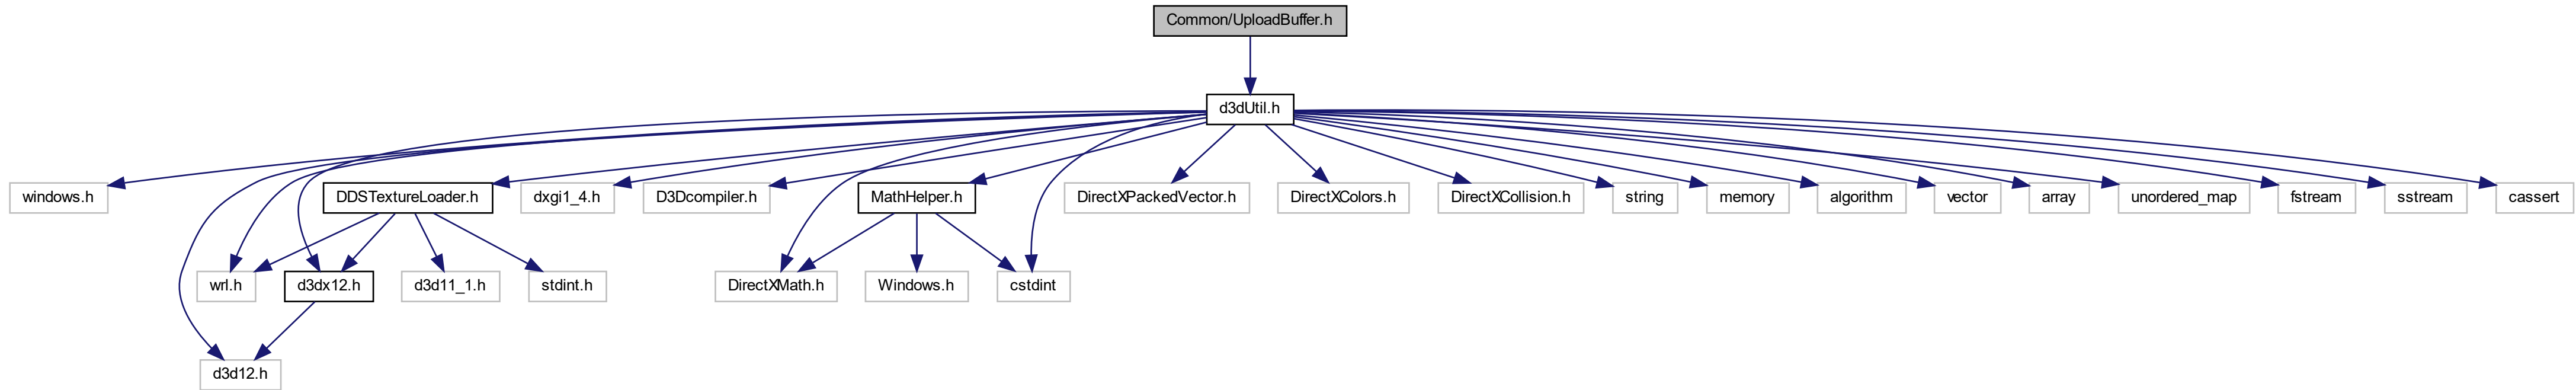 Common/UploadBuffer.h
d3dUtil.h
windows.h
DDSTextureLoader.h
dxgi1_4.h
D3Dcompiler.h
MathHelper.h
DirectXPackedVector.h
DirectXColors.h
DirectXCollision.h
string
memory
algorithm
vector
array
unordered_map
fstream
sstream
cassert
wrl.h
d3dx12.h
d3d11_1.h
stdint.h
DirectXMath.h
Windows.h
cstdint
d3d12.h